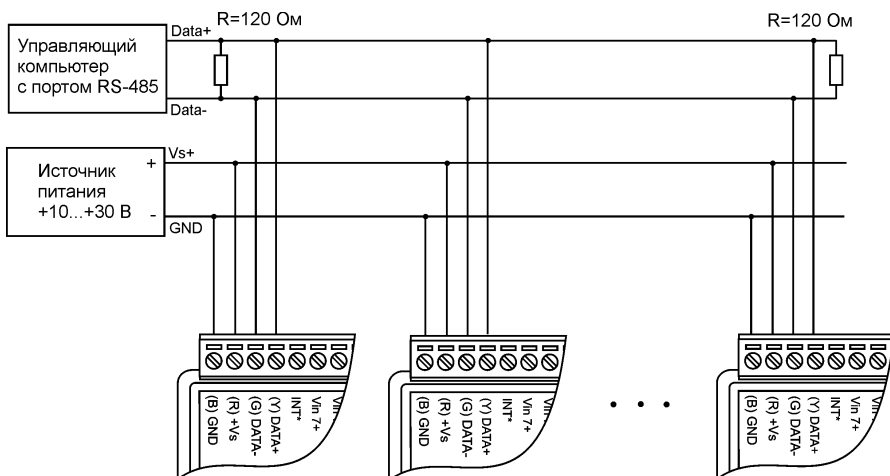 Data+
R=120 Ом
R=120 Ом
Управляющий
компьютер
с портом RS-485
Data-
Источник
питания
+10...+30 В
+
-
Vs+
GND
(B) GND
(R) +Vs
(G) DATA-
(Y) DATA+
INT*
Vin 7+
(B) GND
(R) +Vs
(G) DATA-
(Y) DATA+
INT*
Vin 7+
. . .
(B) GND
(R) +Vs
(G) DATA-
(Y) DATA+
INT*
Vin 7+